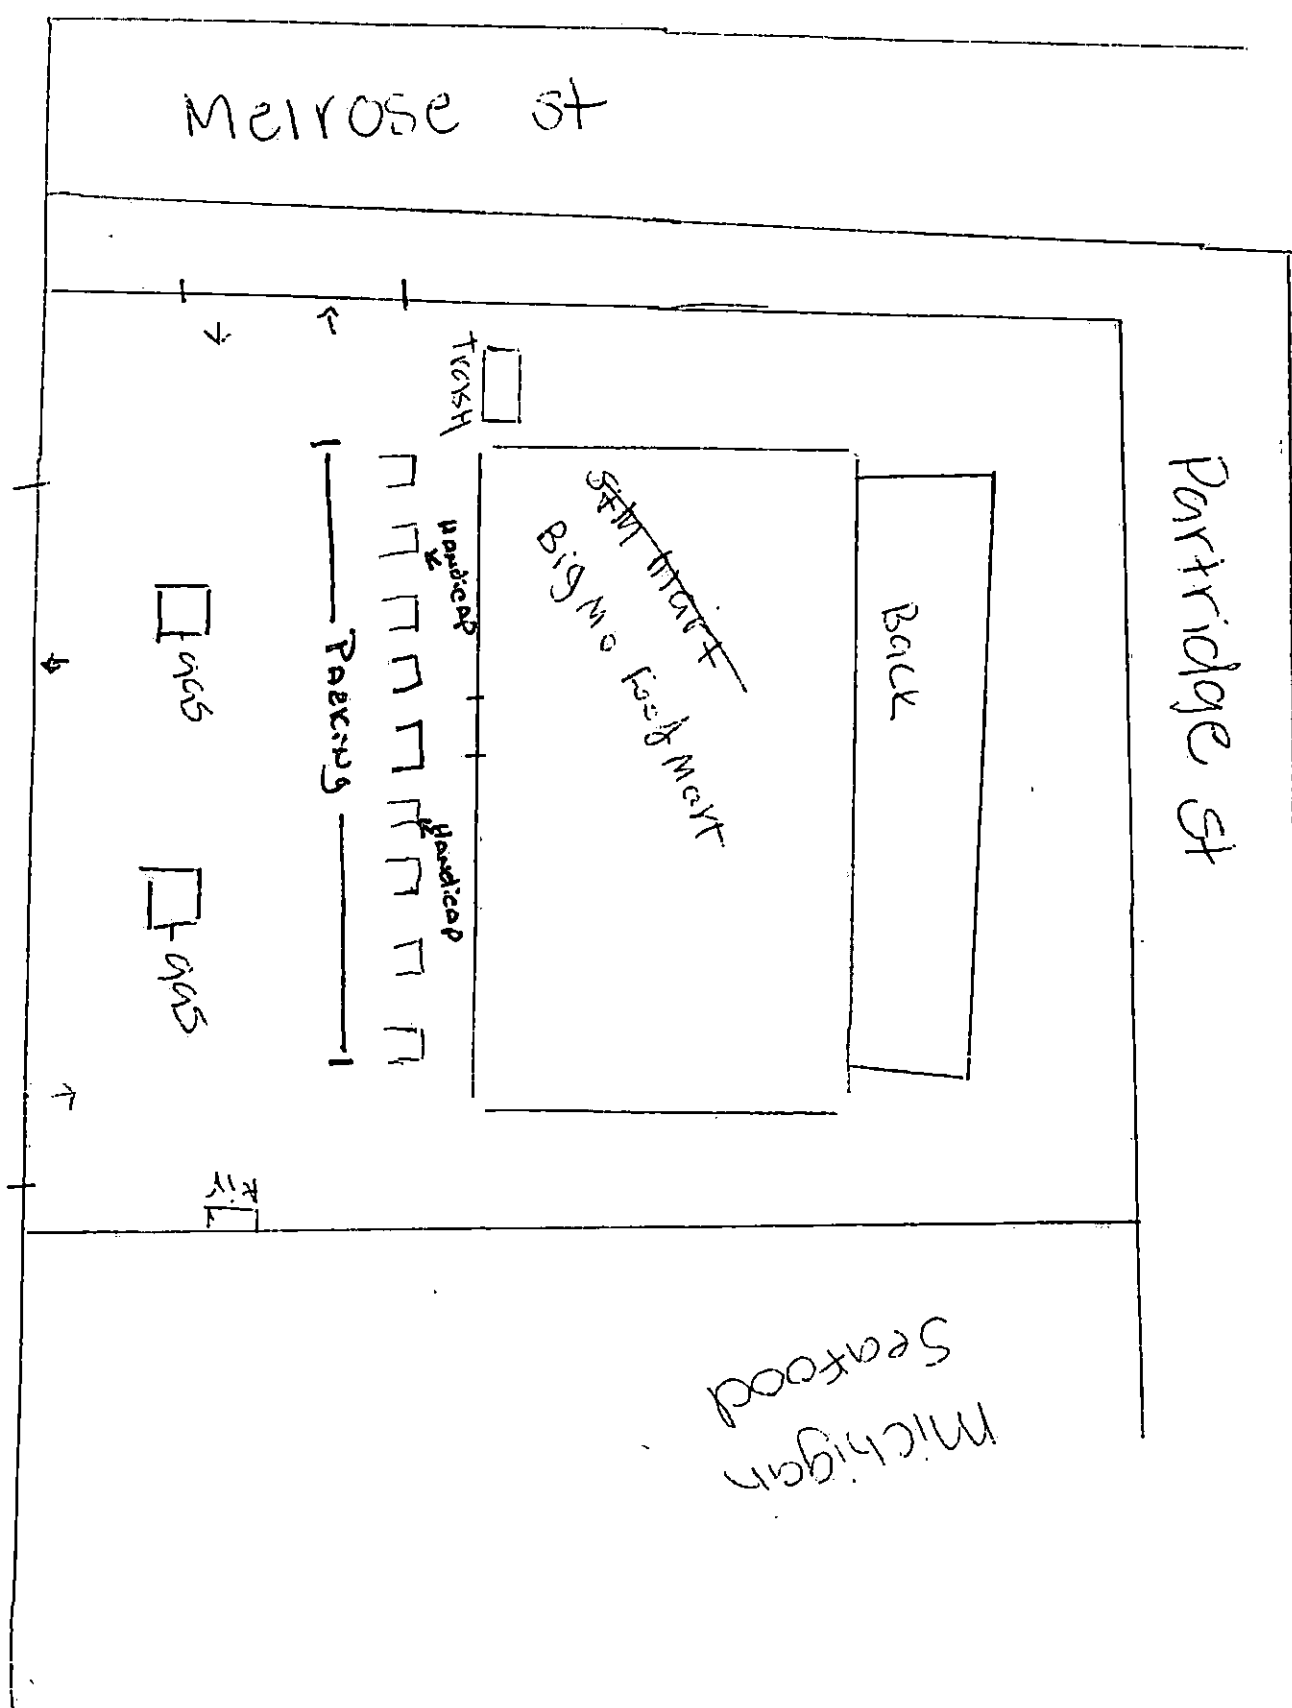 Melrose st
Partridge St
Trash
Handicap
Handicap
Parking
S+M Mart
Big Mo Food Mart
Back
gas
gas
Air
Michigan
Seafood